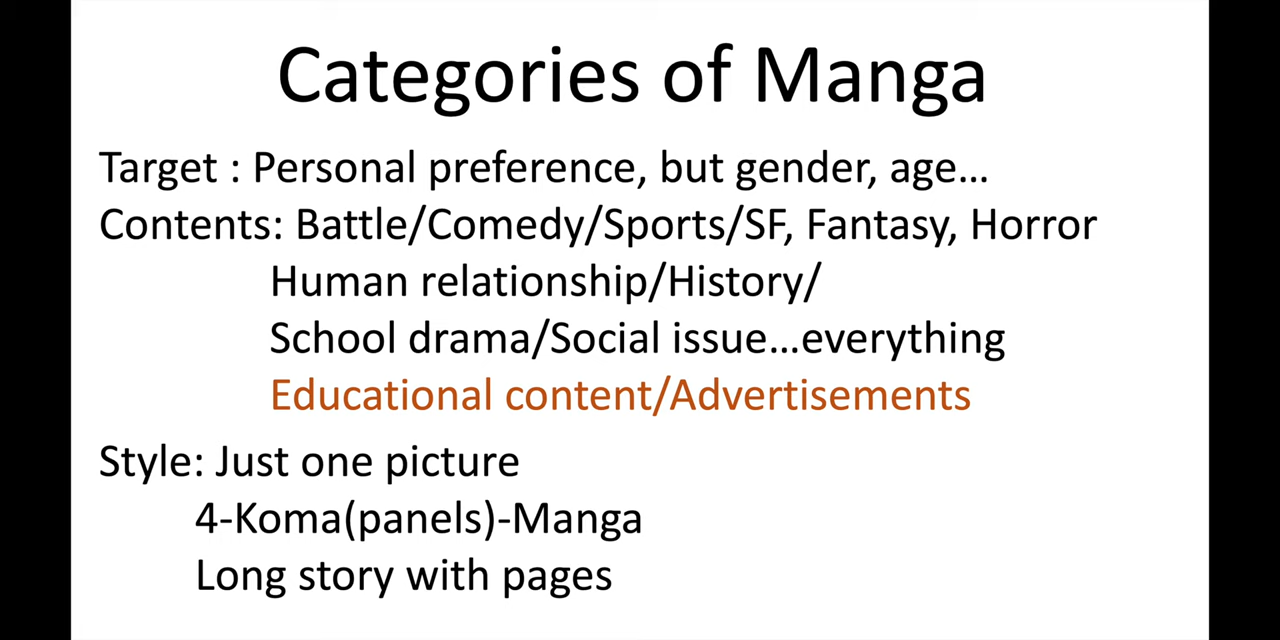 Categories of Manga
Target : Personal preference, but gender, age…
Contents: Battle/Comedy/Sports/SF, Fantasy, Horror
Human relationship/History/
School drama/Social issue…everything
Educational content/Advertisements
Style: Just one picture
4-Koma(panels)-Manga
Long story with pages